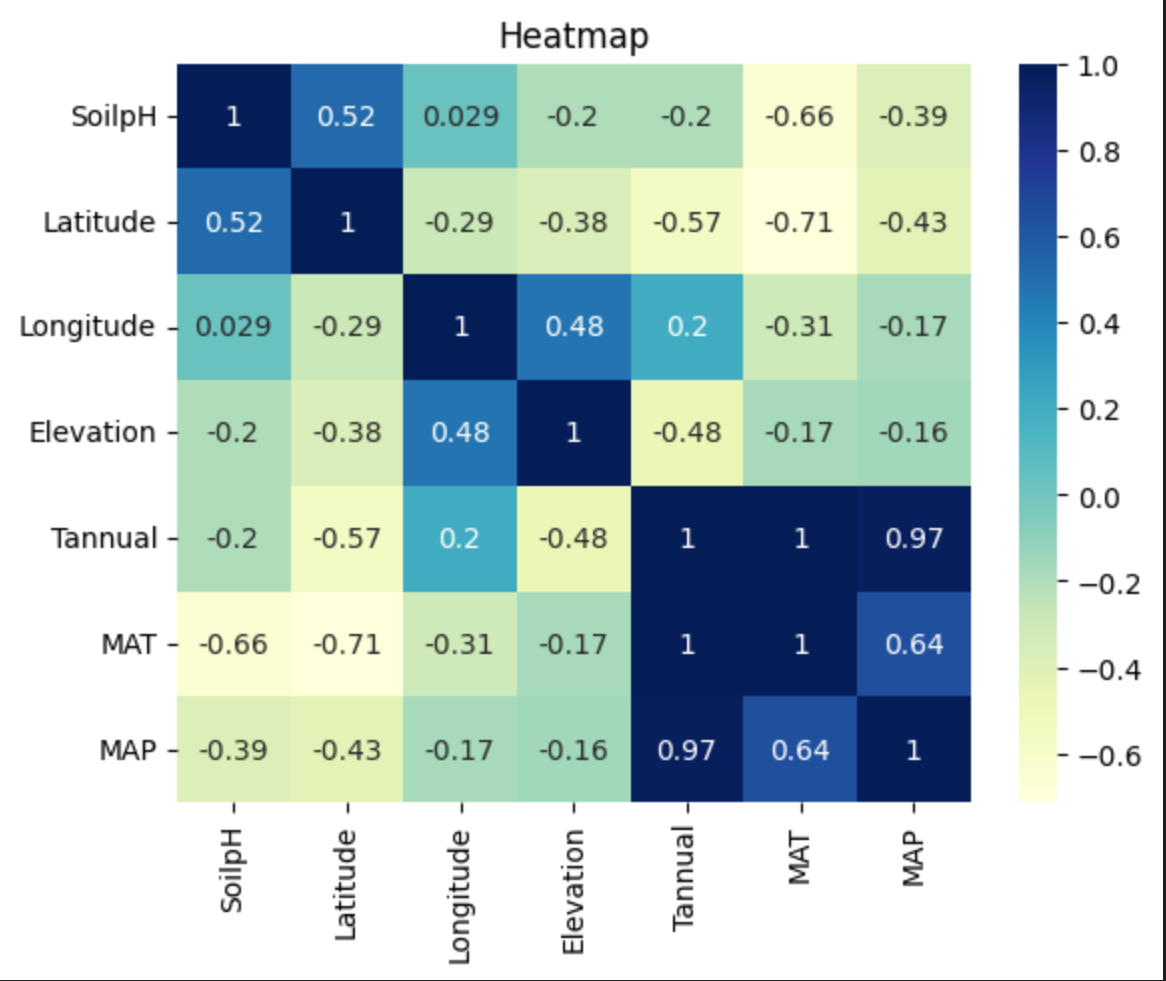 Heatmap
SoilpH 1 0.52 0.029 -0.2 -0.2 -0.66 -0.39
Latitude 0.52 1 -0.29 -0.38 -0.57 -0.71 -0.43
Longitude 0.029 -0.29 1 0.48 0.2 -0.31 -0.17
Elevation -0.2 -0.38 0.48 1 -0.48 -0.17 -0.16
Tannual -0.2 -0.57 0.2 -0.48 1 1 0.97
MAT -0.66 -0.71 -0.31 -0.17 1 1 0.64
MAP -0.39 -0.43 -0.17 -0.16 0.97 0.64 1
SoilpH Latitude Longitude Elevation Tannual MAT MAP
1.0
0.8
0.6
0.4
0.2
0.0
−0.2
−0.4
−0.6